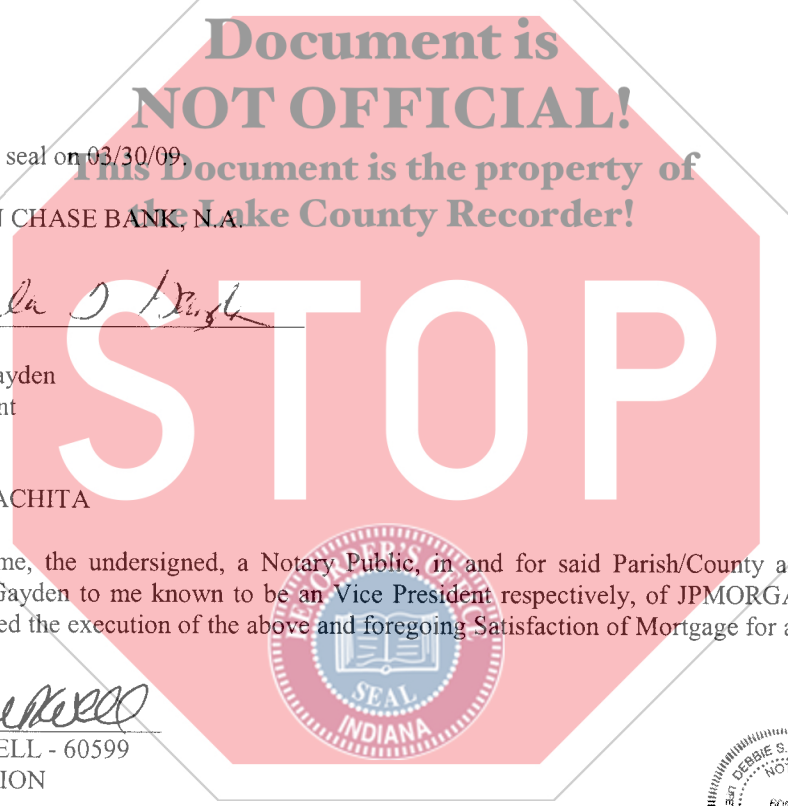 Document is
NOT OFFICIAL!
seal on 03/30/09.
This Document is the property of
CHASE BANK, N.A.
the Lake County Recorder!
STOP
ayden
nt
ACHITA
me, the undersigned, a Notary Public, in and for said Parish/County a
Gayden to me known to be an Vice President respectively, of JPMORGA
ed the execution of the above and foregoing Satisfaction of Mortgage for a
RECORDER'S OFFICE
SEAL
INDIANA
ELL - 60599
ION
DEBBIE S.